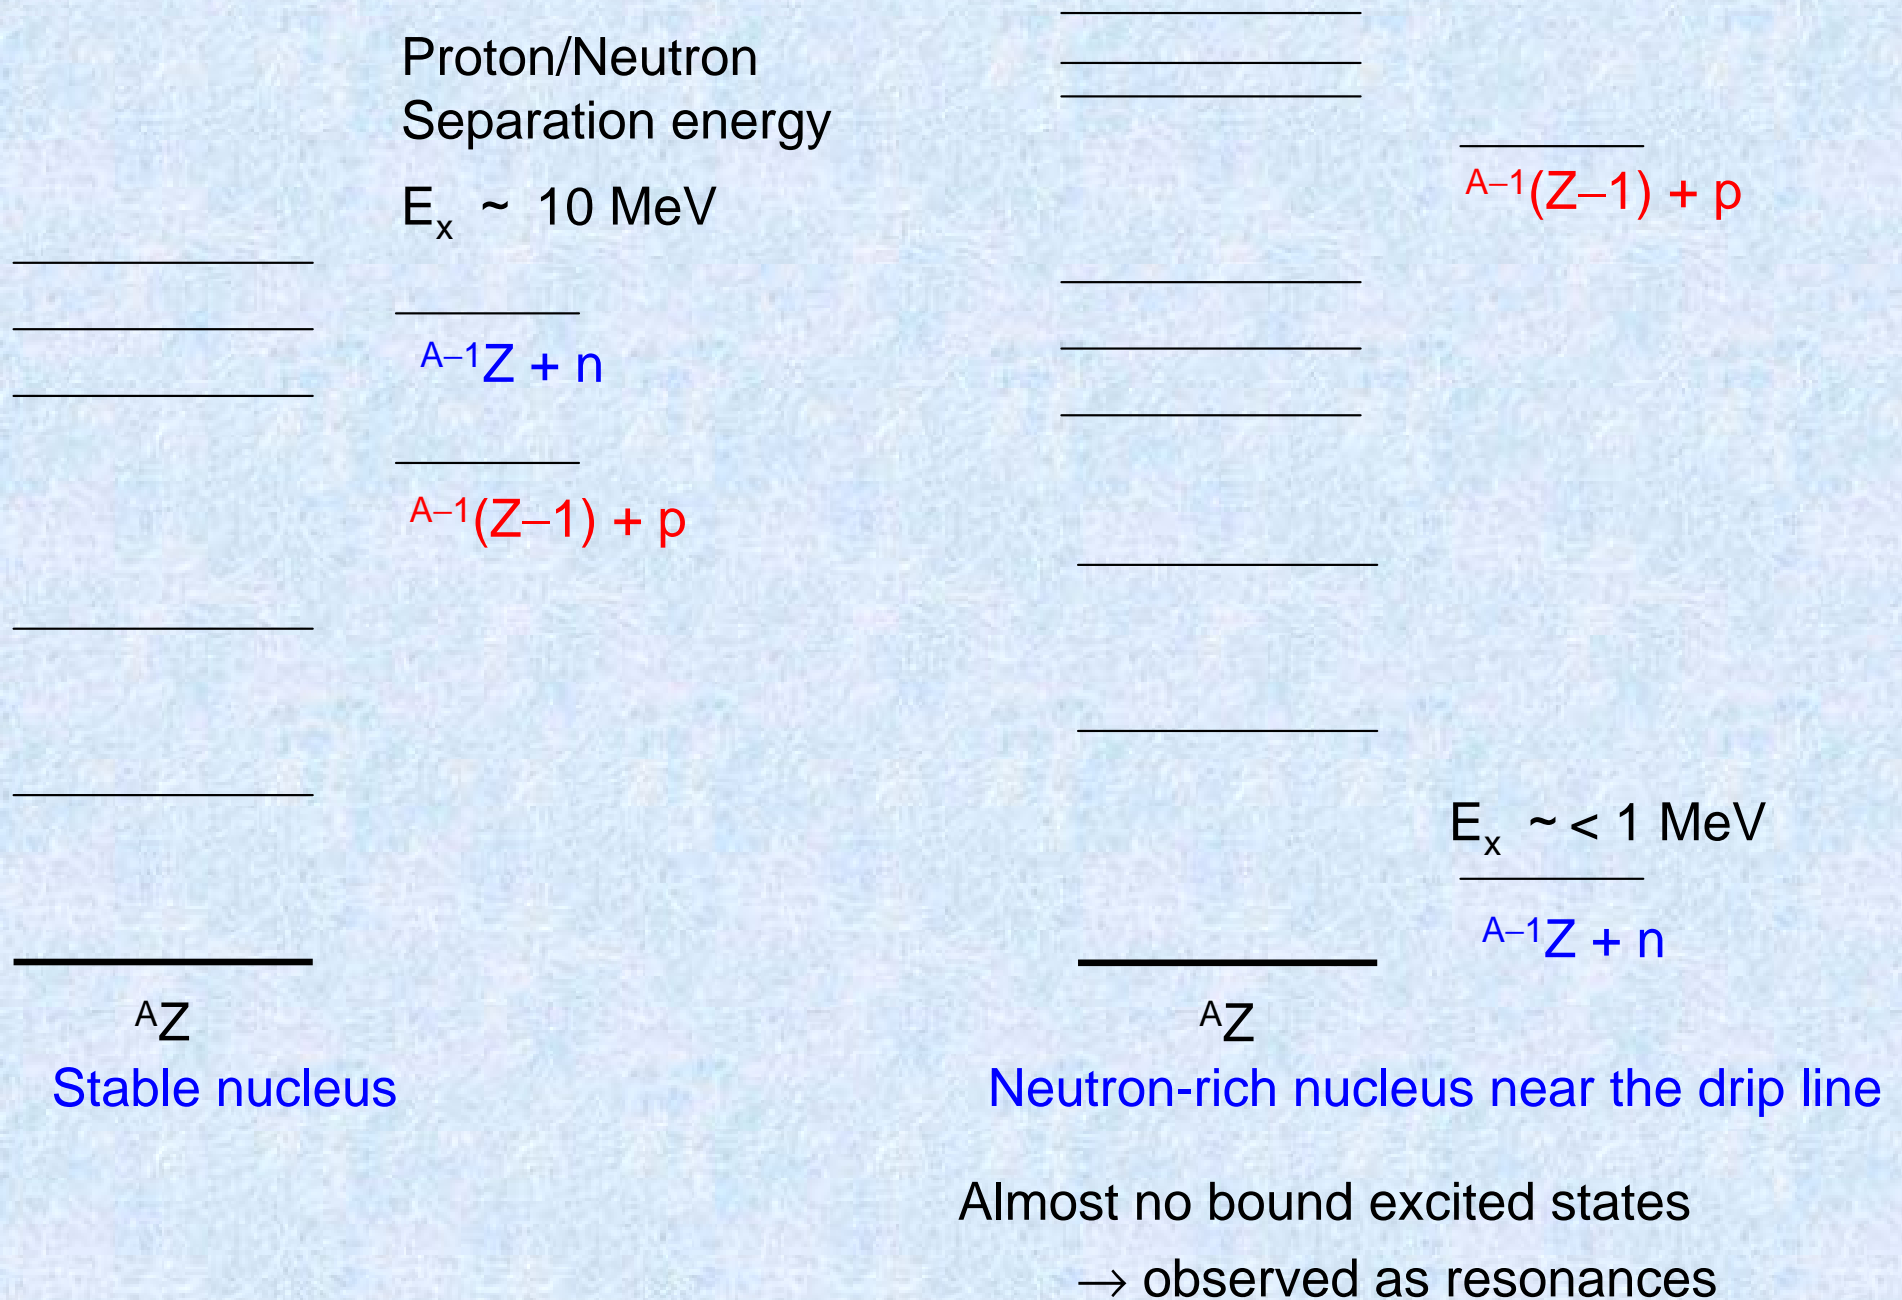 Proton/Neutron
Separation energy
Eₓ ~ 10 MeV
ᴬ⁻¹Z + n
ᴬ⁻¹(Z–1) + p
ᴬZ
Stable nucleus
ᴬ⁻¹(Z–1) + p
Eₓ ~ < 1 MeV
ᴬ⁻¹Z + n
ᴬZ
Neutron-rich nucleus near the drip line
Almost no bound excited states
→ observed as resonances